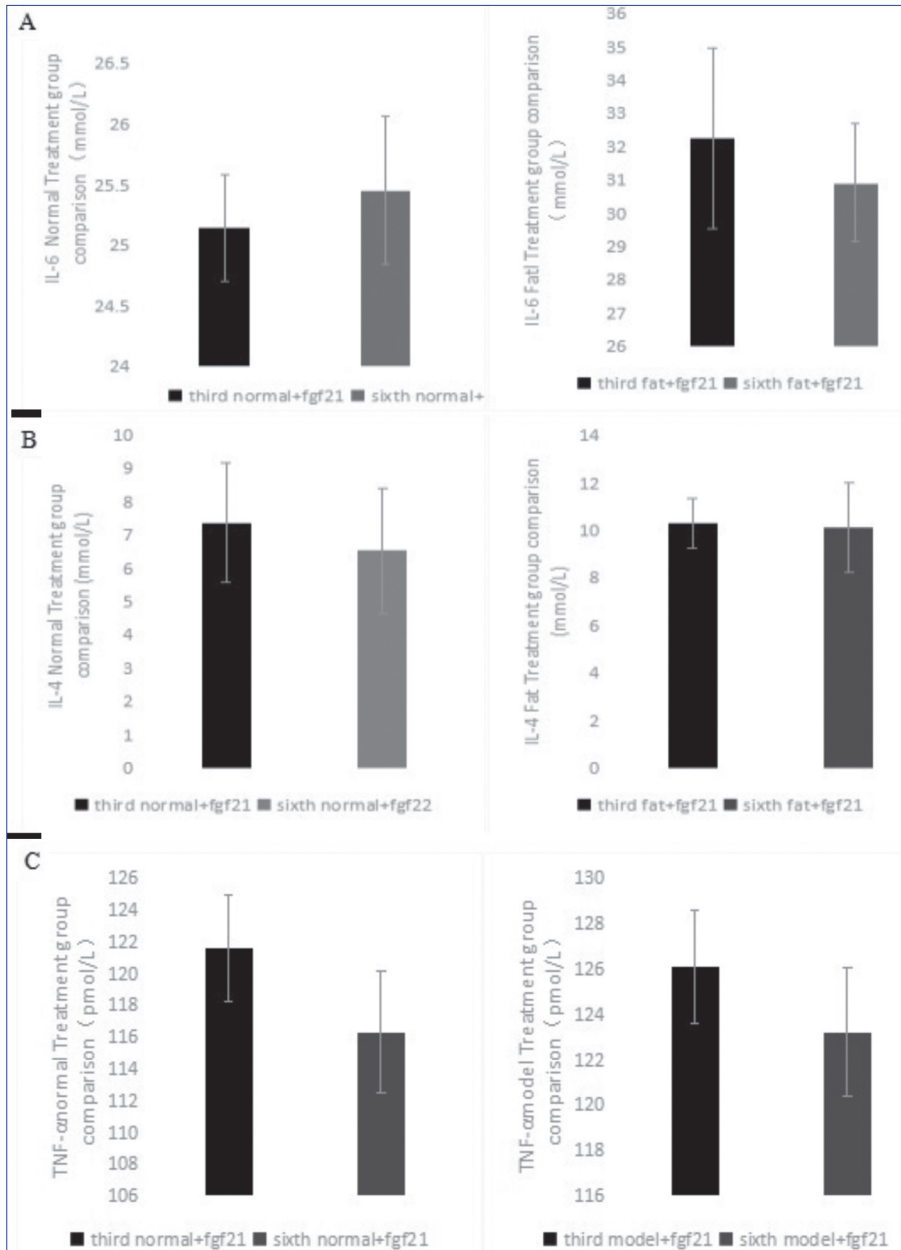 A
IL-6 Normal Treatment group
comparison (mmol/L)
26.5
26
25.5
25
24.5
24
third normal+fgf21 sixth normal+
IL-6 Fatl Treatment group comparison
(mmol/L)
36
35
34
33
32
31
30
29
28
27
26
third fat+fgf21 sixth fat+fgf21
B
IL-4 Normal Treatment group
comparison (mmol/L)
10
9
8
7
6
5
4
3
2
1
0
third normal+fgf21 sixth normal+fgf22
IL-4 Fat Treatment group comparison
(mmol/L)
14
12
10
8
6
4
2
0
third fat+fgf21 sixth fat+fgf21
C
TNF-αnormal Treatment group
comparison (pmol/L)
126
124
122
120
118
116
114
112
110
108
106
third normal+fgf21 sixth normal+fgf21
TNF-αmodel Treatment group
comparison (pmol/L)
130
128
126
124
122
120
118
116
third model+fgf21 sixth model+fgf21